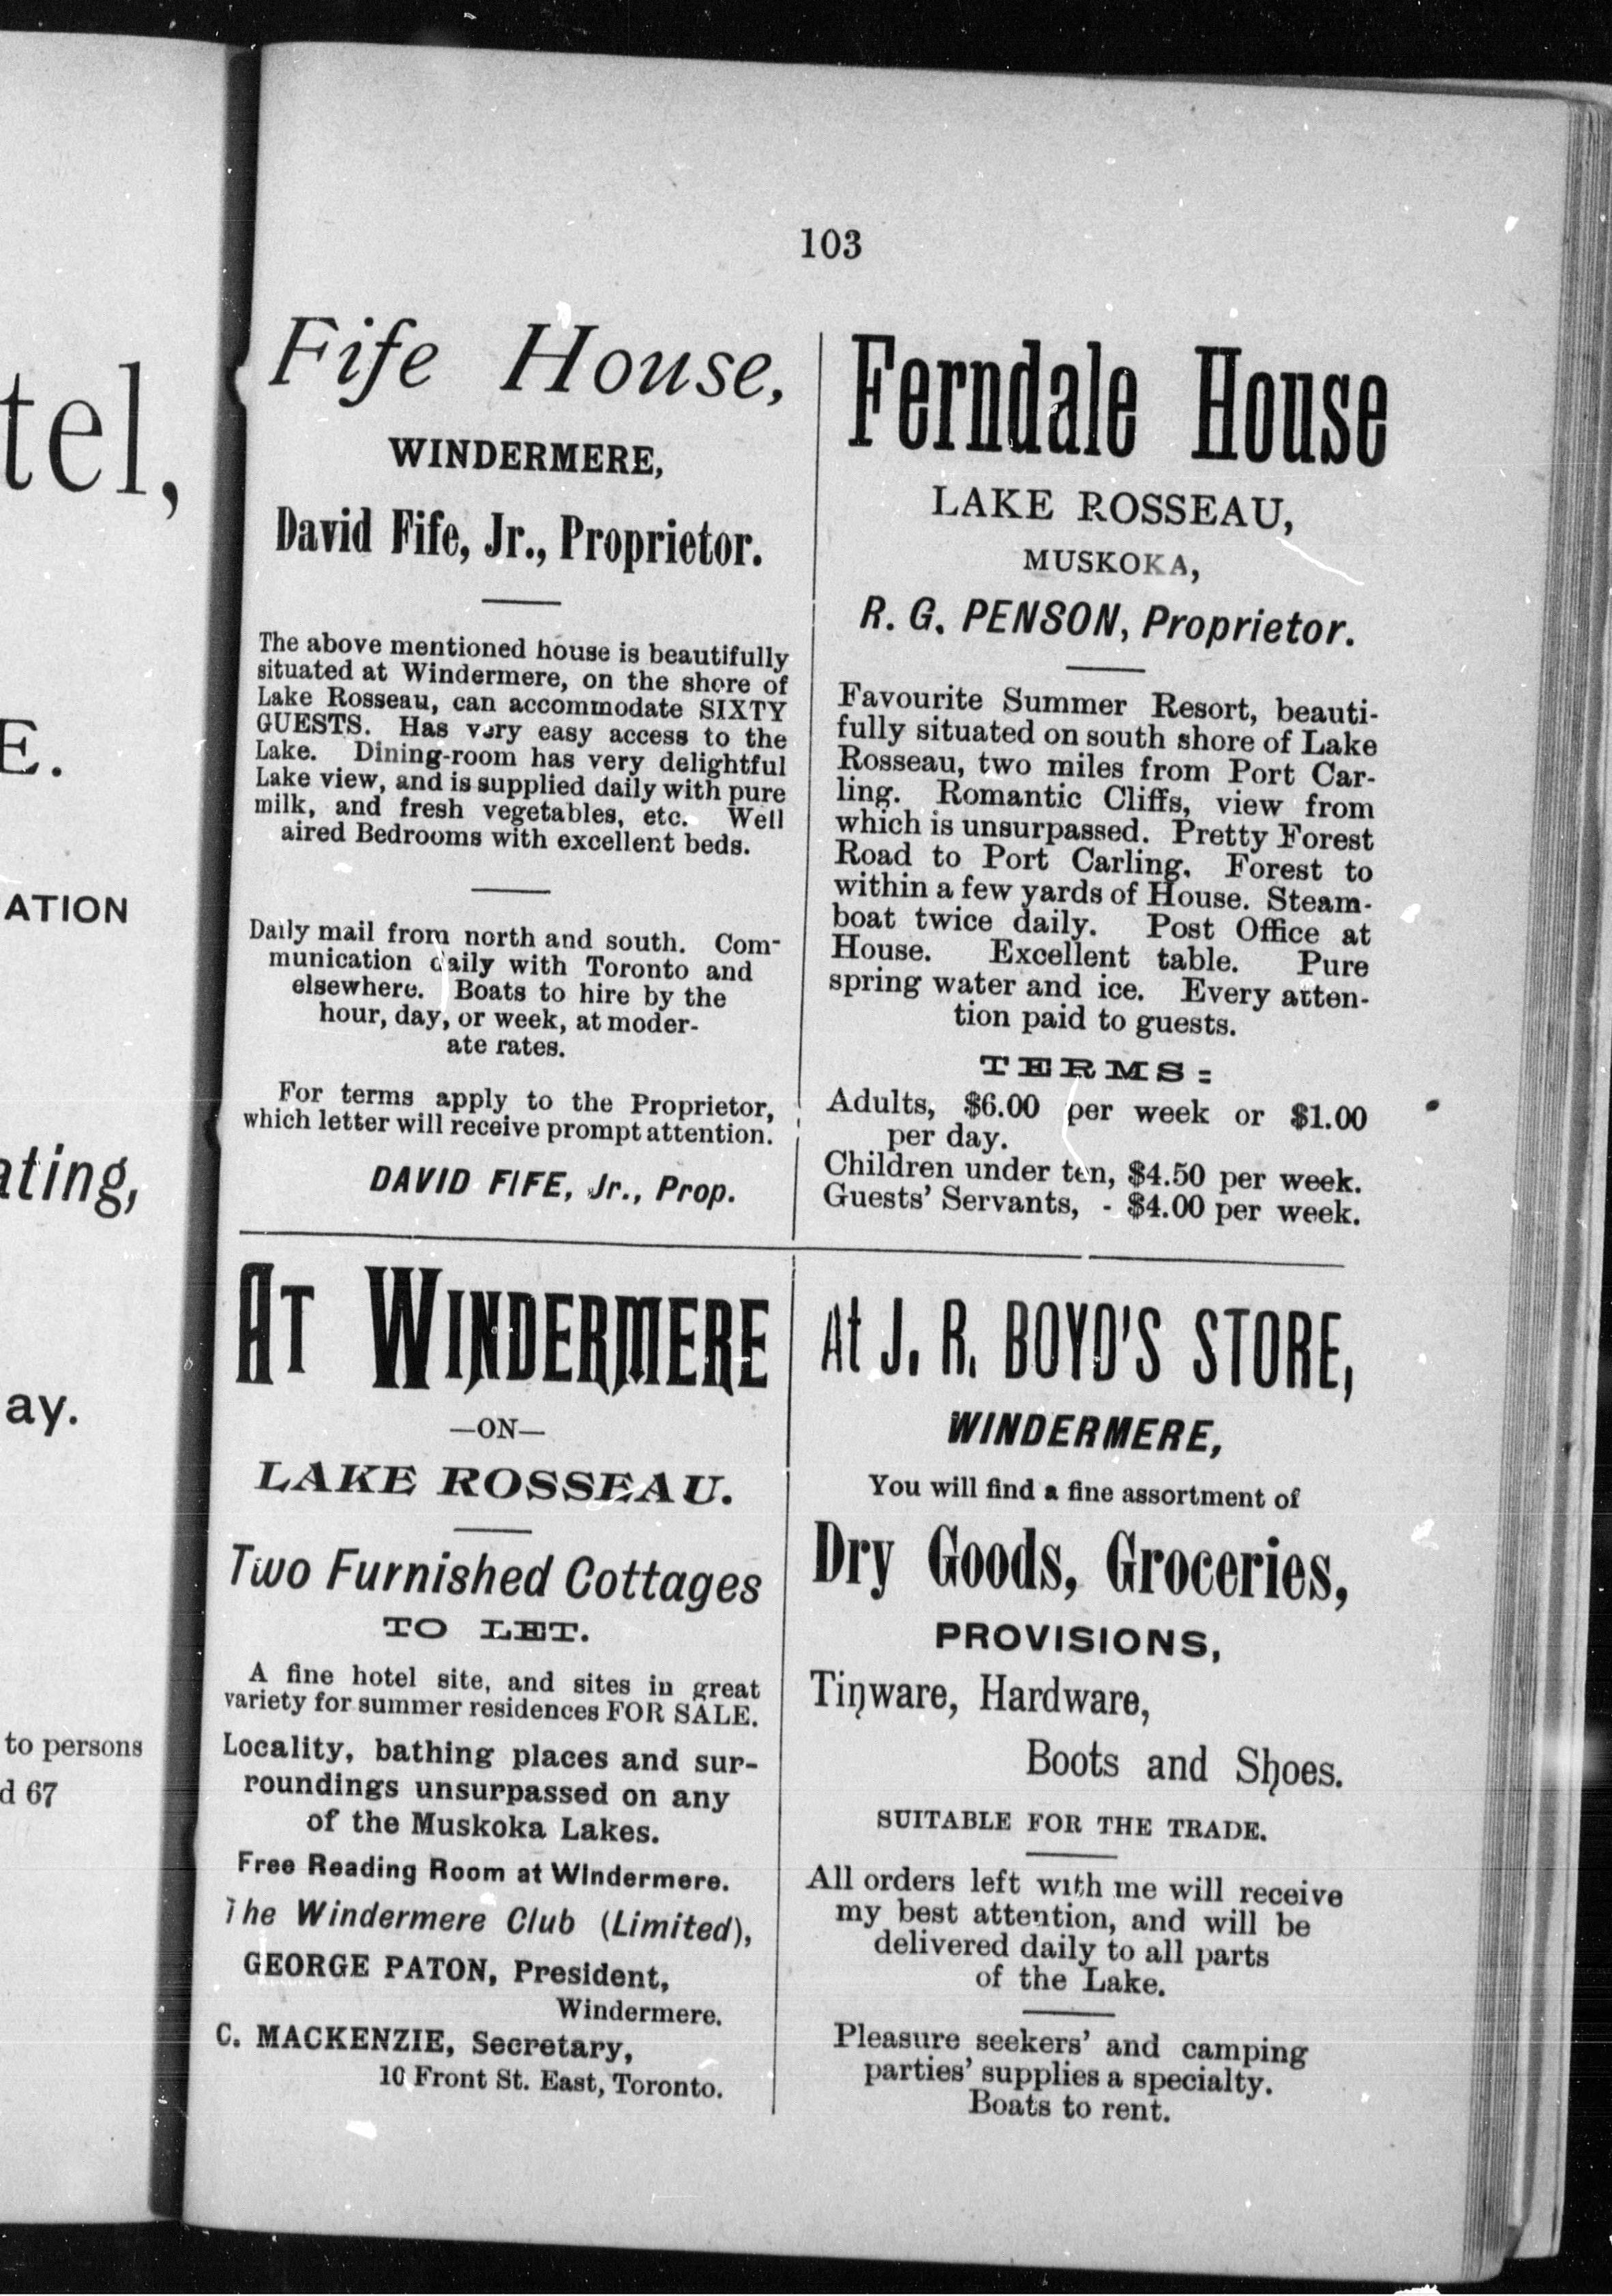 tel,
E.
ATION
ating,
ay.
to persons
d 67
103
Fife House,
WINDERMERE,
David Fife, Jr., Proprietor.
The above mentioned house is beautifully
situated at Windermere, on the shore of
Lake Rosseau, can accommodate SIXTY
GUESTS. Has very easy access to the
Lake. Dining-room has very delightful
Lake view, and is supplied daily with pure
milk, and fresh vegetables, etc. Well
aired Bedrooms with excellent beds.
Daily mail from north and south. Com-
munication daily with Toronto and
elsewhere. Boats to hire by the
hour, day, or week, at moder-
ate rates.
For terms apply to the Proprietor,
which letter will receive prompt attention.
DAVID FIFE, Jr., Prop.
Ferndale House
LAKE ROSSEAU,
MUSKOKA,
R. G. PENSON, Proprietor.
Favourite Summer Resort, beauti-
fully situated on south shore of Lake
Rosseau, two miles from Port Car-
ling. Romantic Cliffs, view from
which is unsurpassed. Pretty Forest
Road to Port Carling. Forest to
within a few yards of House. Steam-
boat twice daily. Post Office at
House. Excellent table. Pure
spring water and ice. Every atten-
tion paid to guests.
TERMS:
Adults, $6.00 per week or $1.00
per day.
Children under ten, $4.50 per week.
Guests' Servants, - $4.00 per week.
AT WINDERMERE
—ON—
LAKE ROSSEAU.
Two Furnished Cottages
TO LET.
A fine hotel site, and sites in great
variety for summer residences FOR SALE.
Locality, bathing places and sur-
roundings unsurpassed on any
of the Muskoka Lakes.
Free Reading Room at Windermere.
The Windermere Club (Limited),
GEORGE PATON, President,
Windermere.
C. MACKENZIE, Secretary,
10 Front St. East, Toronto.
At J. R. BOYD'S STORE,
WINDERMERE,
You will find a fine assortment of
Dry Goods, Groceries,
PROVISIONS,
Tinware, Hardware,
Boots and Shoes.
SUITABLE FOR THE TRADE.
All orders left with me will receive
my best attention, and will be
delivered daily to all parts
of the Lake.
Pleasure seekers' and camping
parties' supplies a specialty.
Boats to rent.